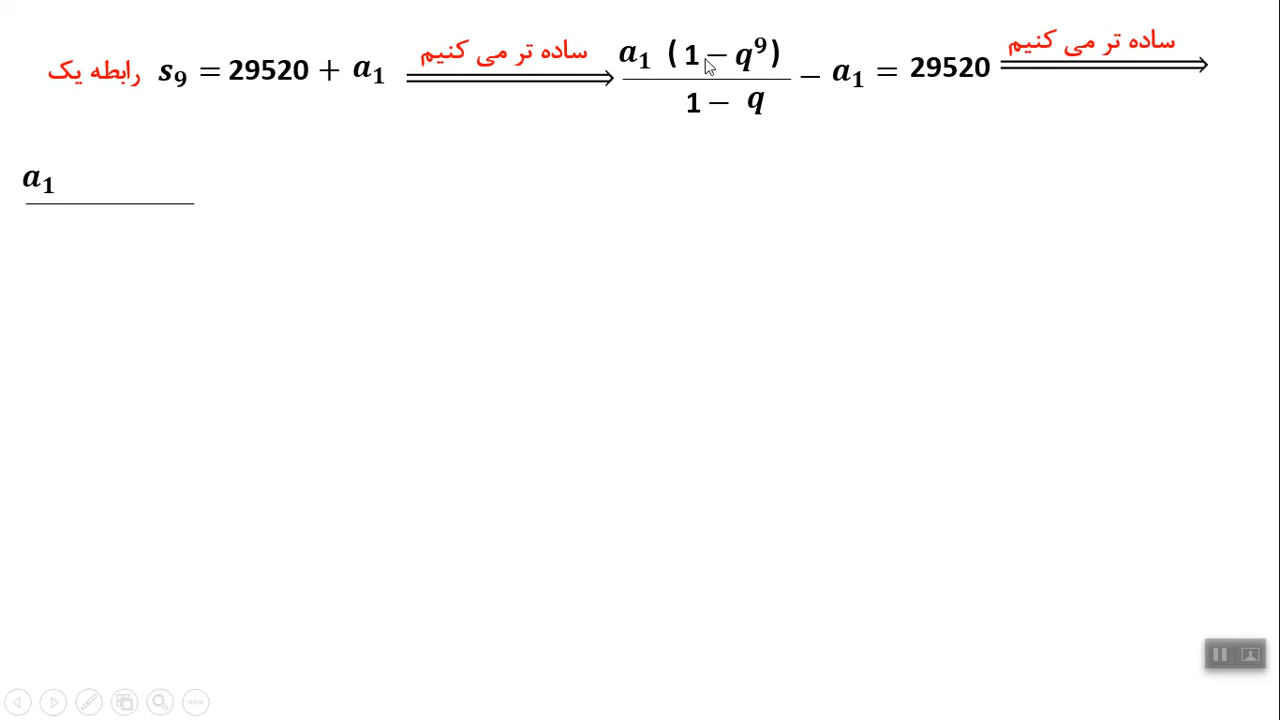 رابطه یک s₉ = 29520 + a₁ ساده تر می کنیم ⟹ a₁ (1 − q⁹) / 1 − q − a₁ = 29520 ساده تر می کنیم ⟹
a₁